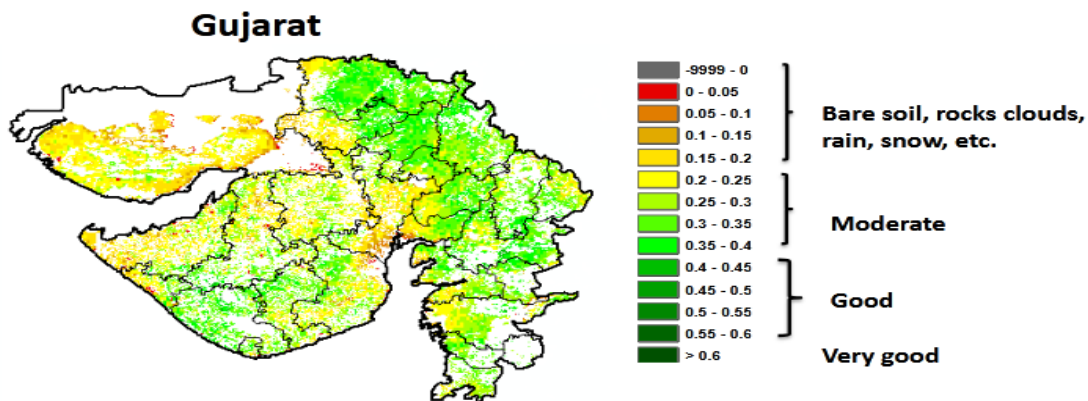 Gujarat
-9999 - 0
0 - 0.05
0.05 - 0.1
0.1 - 0.15
0.15 - 0.2
0.2 - 0.25
0.25 - 0.3
0.3 - 0.35
0.35 - 0.4
0.4 - 0.45
0.45 - 0.5
0.5 - 0.55
0.55 - 0.6
> 0.6
Bare soil, rocks clouds,
rain, snow, etc.
Moderate
Good
Very good